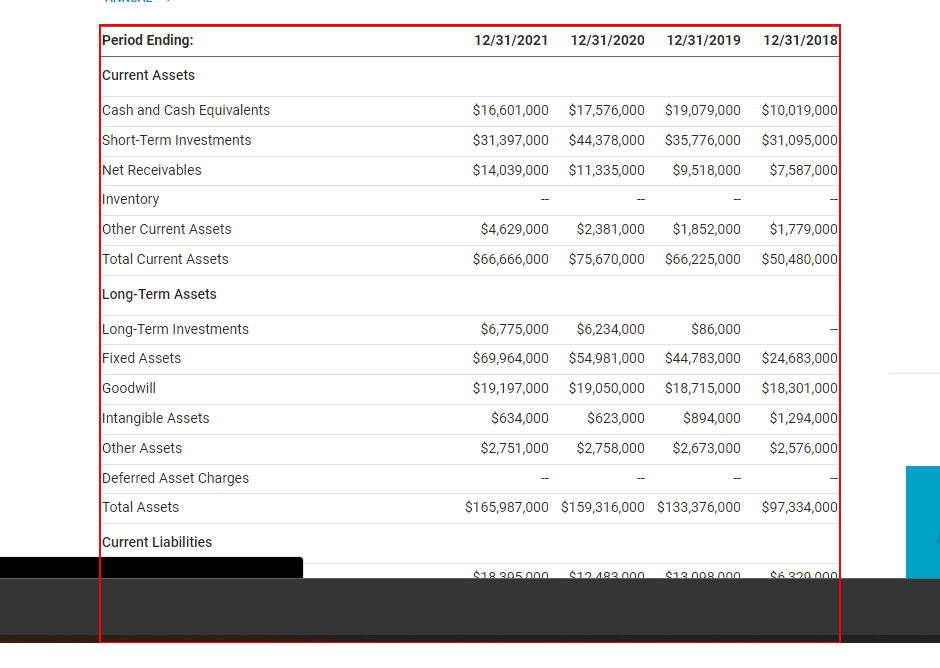 ANNUAL
Period Ending: 12/31/2021 12/31/2020 12/31/2019 12/31/2018
Current Assets
Cash and Cash Equivalents $16,601,000 $17,576,000 $19,079,000 $10,019,000
Short-Term Investments $31,397,000 $44,378,000 $35,776,000 $31,095,000
Net Receivables $14,039,000 $11,335,000 $9,518,000 $7,587,000
Inventory -- -- -- --
Other Current Assets $4,629,000 $2,381,000 $1,852,000 $1,779,000
Total Current Assets $66,666,000 $75,670,000 $66,225,000 $50,480,000
Long-Term Assets
Long-Term Investments $6,775,000 $6,234,000 $86,000 --
Fixed Assets $69,964,000 $54,981,000 $44,783,000 $24,683,000
Goodwill $19,197,000 $19,050,000 $18,715,000 $18,301,000
Intangible Assets $634,000 $623,000 $894,000 $1,294,000
Other Assets $2,751,000 $2,758,000 $2,673,000 $2,576,000
Deferred Asset Charges -- -- -- --
Total Assets $165,987,000 $159,316,000 $133,376,000 $97,334,000
Current Liabilities
$18,395,000 $12,483,000 $13,098,000 $6,329,000